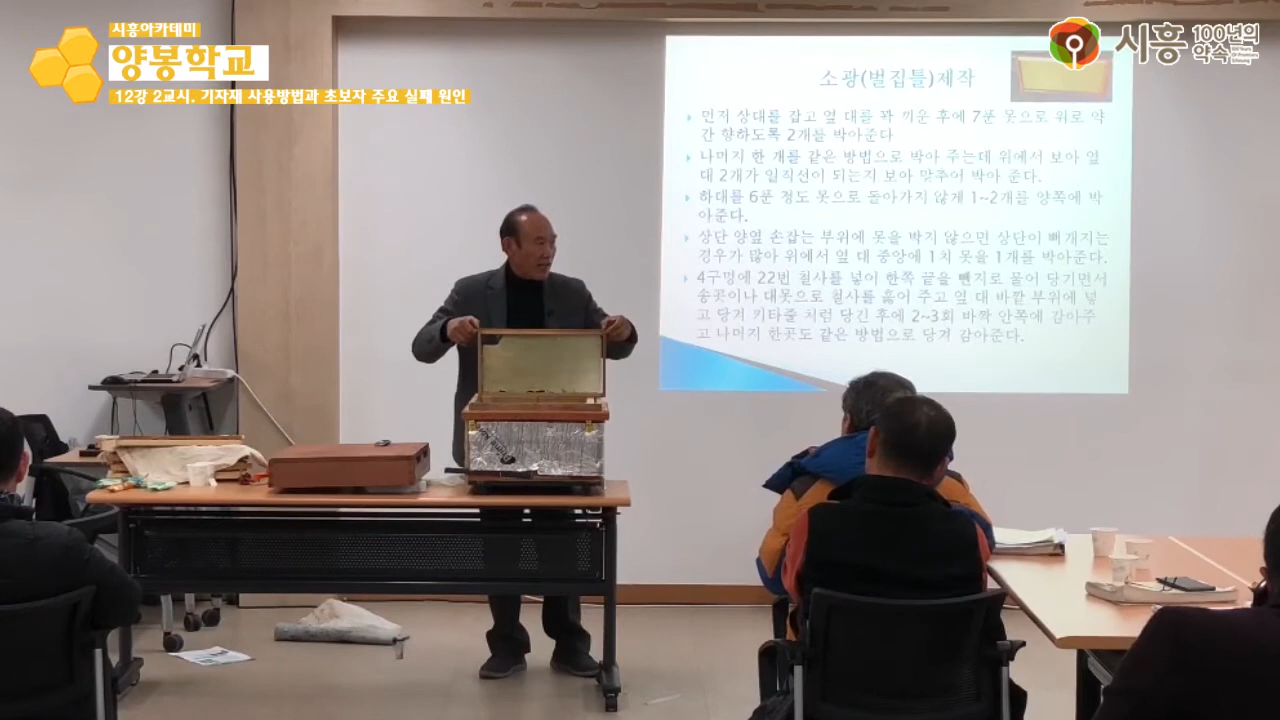 시흥아카데미
양봉학교
12강 2교시. 기자재 사용방법과 초보자 주요 실패 원인
시흥 100년의 약속
소광(벌집틀)제작
먼저 상대를 잡고 옆 대를 꽉 끼운 후에 7푼 못으로 위로 약
간 향하도록 2개를 박아준다
나머지 한 개를 같은 방법으로 박아 주는데 위에서 보아 옆
대 2개가 일직선이 되는지 보아 맞추어 박아 준다.
하대를 6푼 정도 못으로 돌아가지 않게 1~2개를 양쪽에 박
아준다.
상단 양옆 손잡는 부위에 못을 박지 않으면 상단이 뻐개지는
경우가 많아 위에서 옆 대 중앙에 1치 못을 1개를 박아준다.
4구멍에 22번 철사를 넣이 한쪽 끝을 뺀지로 물어 당기면서
송곳이나 대못으로 철사를 훑어 주고 옆 대 바깥 부위에 넣
고 당겨 키타줄 처럼 당긴 후에 2~3회 바짝 안쪽에 감아주
고 나머지 한곳도 같은 방법으로 당겨 감아준다.